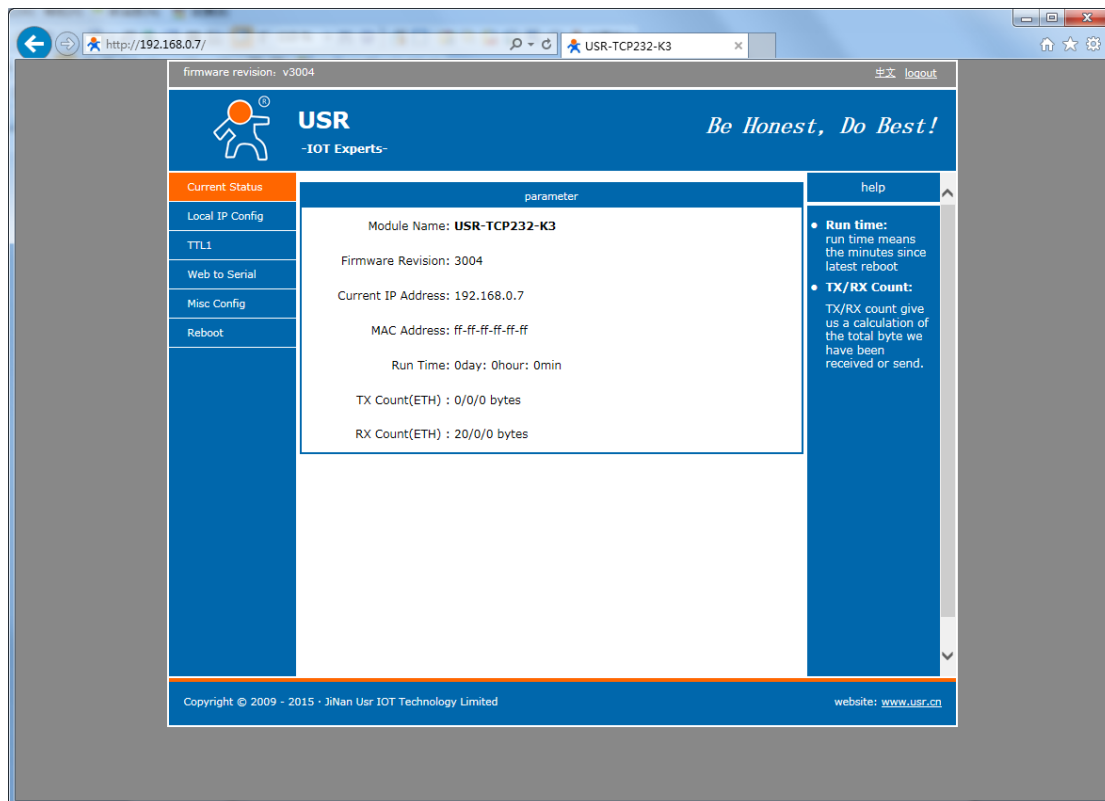 http://192.168.0.7/
USR-TCP232-K3
firmware revision: v3004
中文 logout
®
USR
-IOT Experts-
Be Honest, Do Best!
Current Status
Local IP Config
TTL1
Web to Serial
Misc Config
Reboot
parameter
Module Name: USR-TCP232-K3
Firmware Revision: 3004
Current IP Address: 192.168.0.7
MAC Address: ff-ff-ff-ff-ff-ff
Run Time: 0day: 0hour: 0min
TX Count(ETH) : 0/0/0 bytes
RX Count(ETH) : 20/0/0 bytes
help
• Run time:
run time means
the minutes since
latest reboot
• TX/RX Count:
TX/RX count give
us a calculation of
the total byte we
have been
received or send.
Copyright © 2009 - 2015 · JiNan Usr IOT Technology Limited
website: www.usr.cn